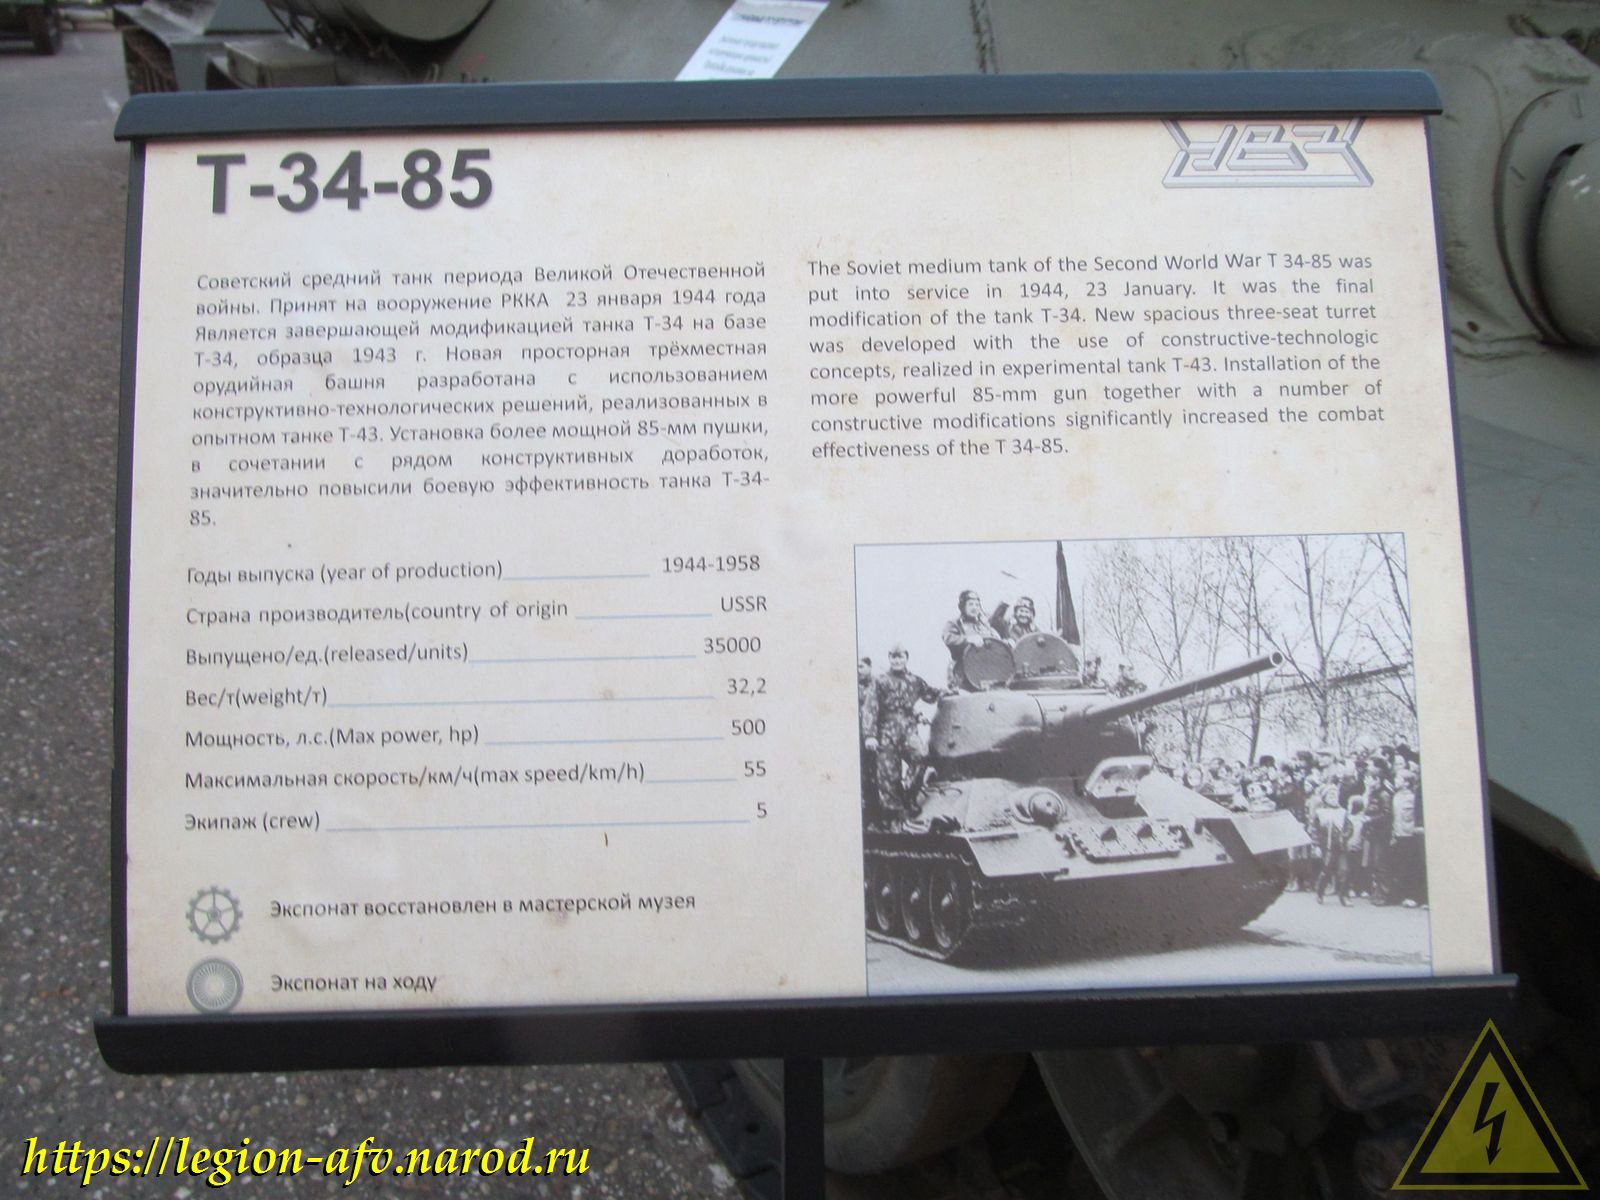 Т-34-85
Советский средний танк периода Великой Отечественной
войны. Принят на вооружение РККА 23 января 1944 года
Является завершающей модификацией танка Т-34 на базе
Т-34, образца 1943 г. Новая просторная трёхместная
орудийная башня разработана с использованием
конструктивно-технологических решений, реализованных в
опытном танке Т-43. Установка более мощной 85-мм пушки,
в сочетании с рядом конструктивных доработок,
значительно повысили боевую эффективность танка Т-34-
85.
The Soviet medium tank of the Second World War T 34-85 was
put into service in 1944, 23 January. It was the final
modification of the tank T-34. New spacious three-seat turret
was developed with the use of constructive-technologic
concepts, realized in experimental tank T-43. Installation of the
more powerful 85-mm gun together with a number of
constructive modifications significantly increased the combat
effectiveness of the T 34-85.
Годы выпуска (year of production) 1944-1958
Страна производитель(country of origin USSR
Выпущено/ед.(released/units) 35000
Вес/т(weight/т) 32,2
Мощность, л.с.(Max power, hp) 500
Максимальная скорость/км/ч(max speed/km/h) 55
Экипаж (crew) 5
Экспонат восстановлен в мастерской музея
Экспонат на ходу
https://legion-afv.narod.ru